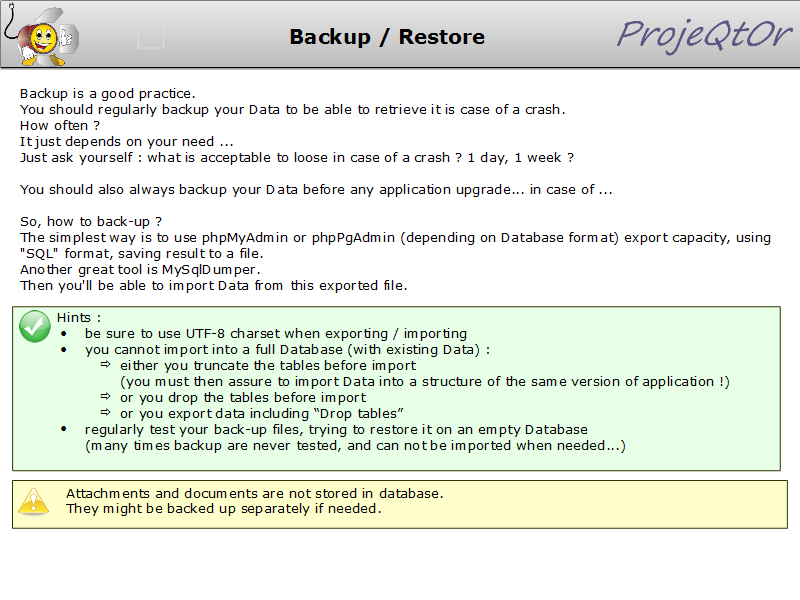 Backup / Restore
ProjeQtOr
Backup is a good practice.
You should regularly backup your Data to be able to retrieve it is case of a crash.
How often ?
It just depends on your need ...
Just ask yourself : what is acceptable to loose in case of a crash ? 1 day, 1 week ?
You should also always backup your Data before any application upgrade... in case of ...
So, how to back-up ?
The simplest way is to use phpMyAdmin or phpPgAdmin (depending on Database format) export capacity, using
"SQL" format, saving result to a file.
Another great tool is MySqlDumper.
Then you'll be able to import Data from this exported file.
Hints :
• be sure to use UTF-8 charset when exporting / importing
• you cannot import into a full Database (with existing Data) :
⇨ either you truncate the tables before import
(you must then assure to import Data into a structure of the same version of application !)
⇨ or you drop the tables before import
⇨ or you export data including “Drop tables”
• regularly test your back-up files, trying to restore it on an empty Database
(many times backup are never tested, and can not be imported when needed...)
Attachments and documents are not stored in database.
They might be backed up separately if needed.